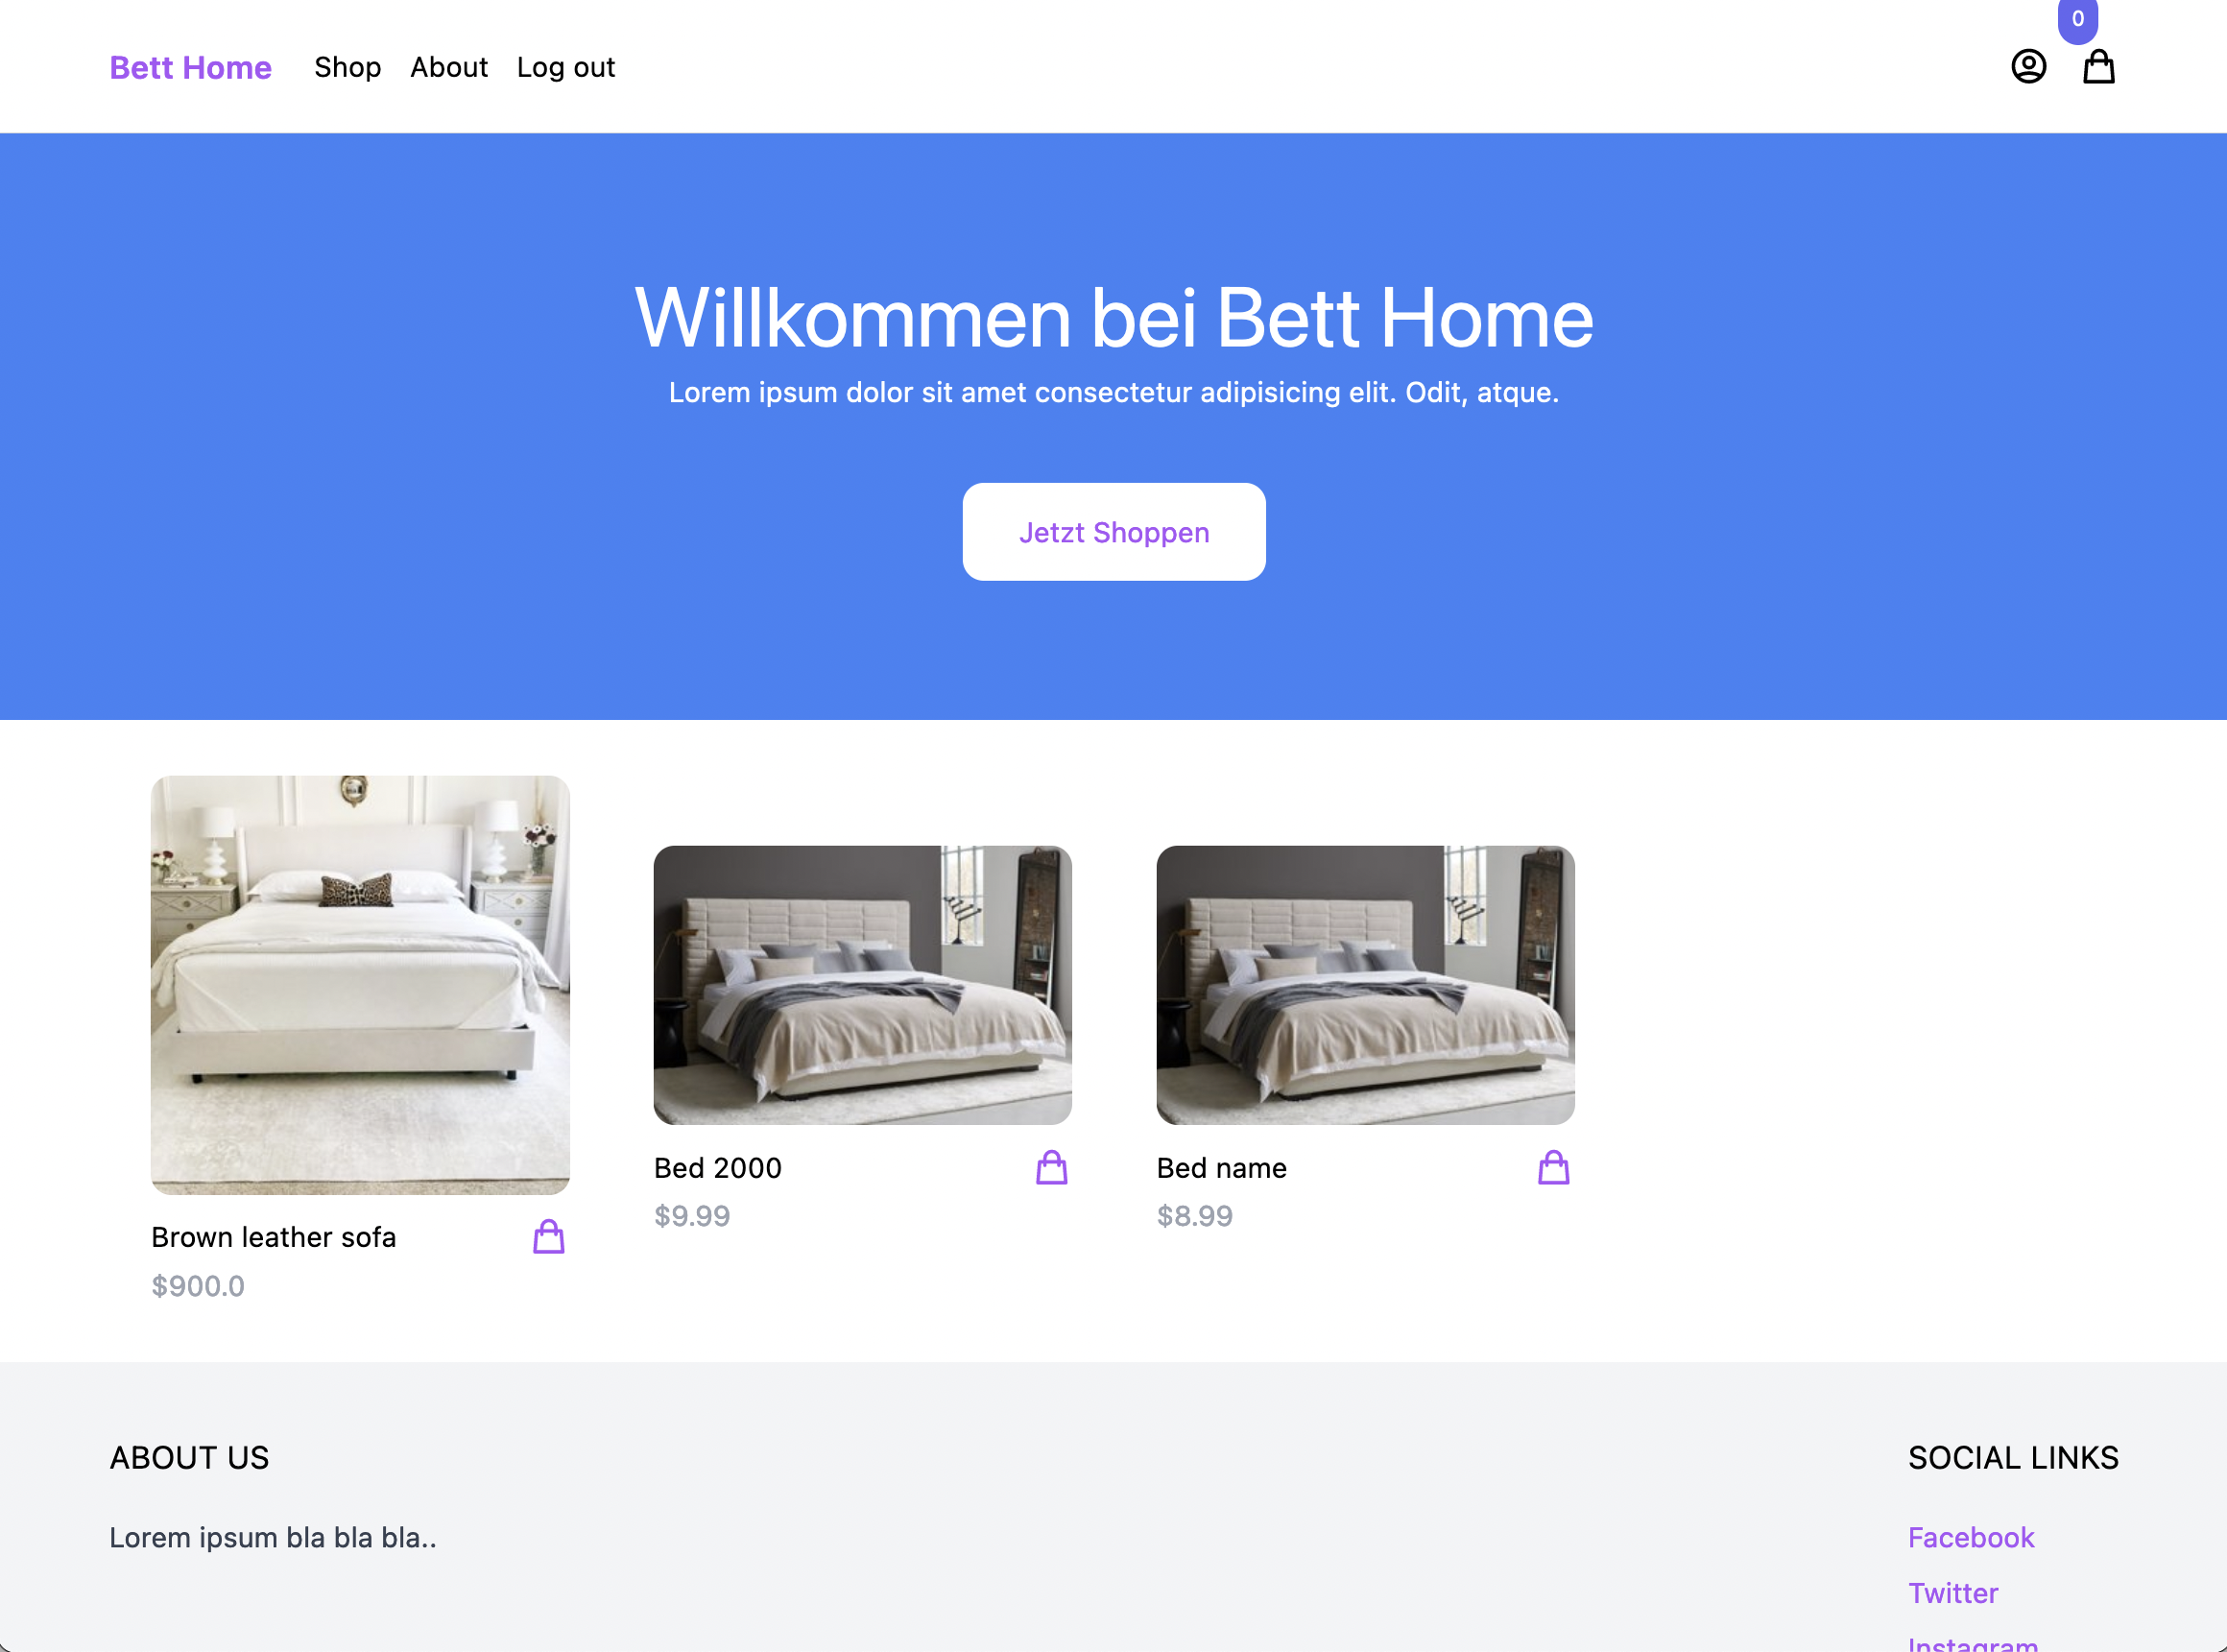 0
Bett Home Shop About Log out
Willkommen bei Bett Home
Lorem ipsum dolor sit amet consectetur adipisicing elit. Odit, atque.
Jetzt Shoppen
Brown leather sofa
$900.0
Bed 2000
$9.99
Bed name
$8.99
ABOUT US
Lorem ipsum bla bla bla..
SOCIAL LINKS
Facebook
Twitter
Instagram